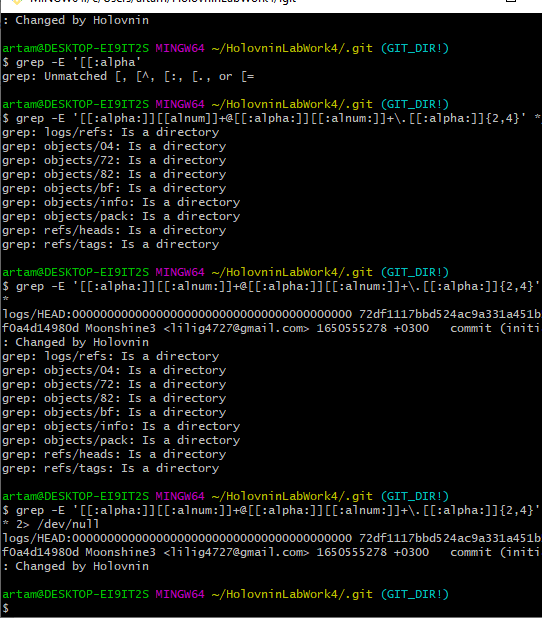 MINGW64:/c/Users/artam/HolovninLabWork4/.git
: Changed by Holovnin
artam@DESKTOP-EI9IT2S MINGW64 ~/HolovninLabWork4/.git (GIT_DIR!)
$ grep -E '[[:alpha'
grep: Unmatched [, [^, [:, [., or [=
artam@DESKTOP-EI9IT2S MINGW64 ~/HolovninLabWork4/.git (GIT_DIR!)
$ grep -E '[[:alpha:]][[alnum]]+@[[:alpha:]][[:alnum:]]+\.[[:alpha:]]{2,4}' *
grep: logs/refs: Is a directory
grep: objects/04: Is a directory
grep: objects/72: Is a directory
grep: objects/82: Is a directory
grep: objects/bf: Is a directory
grep: objects/info: Is a directory
grep: objects/pack: Is a directory
grep: refs/heads: Is a directory
grep: refs/tags: Is a directory
artam@DESKTOP-EI9IT2S MINGW64 ~/HolovninLabWork4/.git (GIT_DIR!)
$ grep -E '[[:alpha:]][[:alnum:]]+@[[:alpha:]][[:alnum:]]+\.[[:alpha:]]{2,4}'
*
logs/HEAD:0000000000000000000000000000000000000000 72df1117bbd524ac9a331a451b
f0a4d14980d Moonshine3 <lilig4727@gmail.com> 1650555278 +0300   commit (initi
: Changed by Holovnin
grep: logs/refs: Is a directory
grep: objects/04: Is a directory
grep: objects/72: Is a directory
grep: objects/82: Is a directory
grep: objects/bf: Is a directory
grep: objects/info: Is a directory
grep: objects/pack: Is a directory
grep: refs/heads: Is a directory
grep: refs/tags: Is a directory
artam@DESKTOP-EI9IT2S MINGW64 ~/HolovninLabWork4/.git (GIT_DIR!)
$ grep -E '[[:alpha:]][[:alnum:]]+@[[:alpha:]][[:alnum:]]+\.[[:alpha:]]{2,4}'
* 2> /dev/null
logs/HEAD:0000000000000000000000000000000000000000 72df1117bbd524ac9a331a451b
f0a4d14980d Moonshine3 <lilig4727@gmail.com> 1650555278 +0300   commit (initi
: Changed by Holovnin
artam@DESKTOP-EI9IT2S MINGW64 ~/HolovninLabWork4/.git (GIT_DIR!)
$